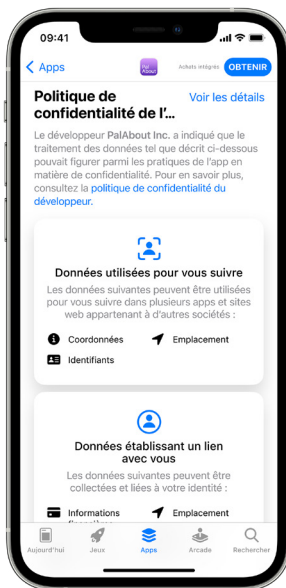 09:41
Apps
Pal About
Achats intégrés
OBTENIR
Politique de
confidentialité de l’...
Voir les détails
Le développeur PalAbout Inc. a indiqué que le
traitement des données tel que décrit ci-dessous
pouvait figurer parmi les pratiques de l’app en
matière de confidentialité. Pour en savoir plus,
consultez la politique de confidentialité du
développeur.
Données utilisées pour vous suivre
Les données suivantes peuvent être utilisées
pour vous suivre dans plusieurs apps et sites
web appartenant à d’autres sociétés :
Coordonnées
Emplacement
Identifiants
Données établissant un lien
avec vous
Les données suivantes peuvent être
collectées et liées à votre identité :
Informations
financières
Emplacement
Aujourd’hui
Jeux
Apps
Arcade
Rechercher